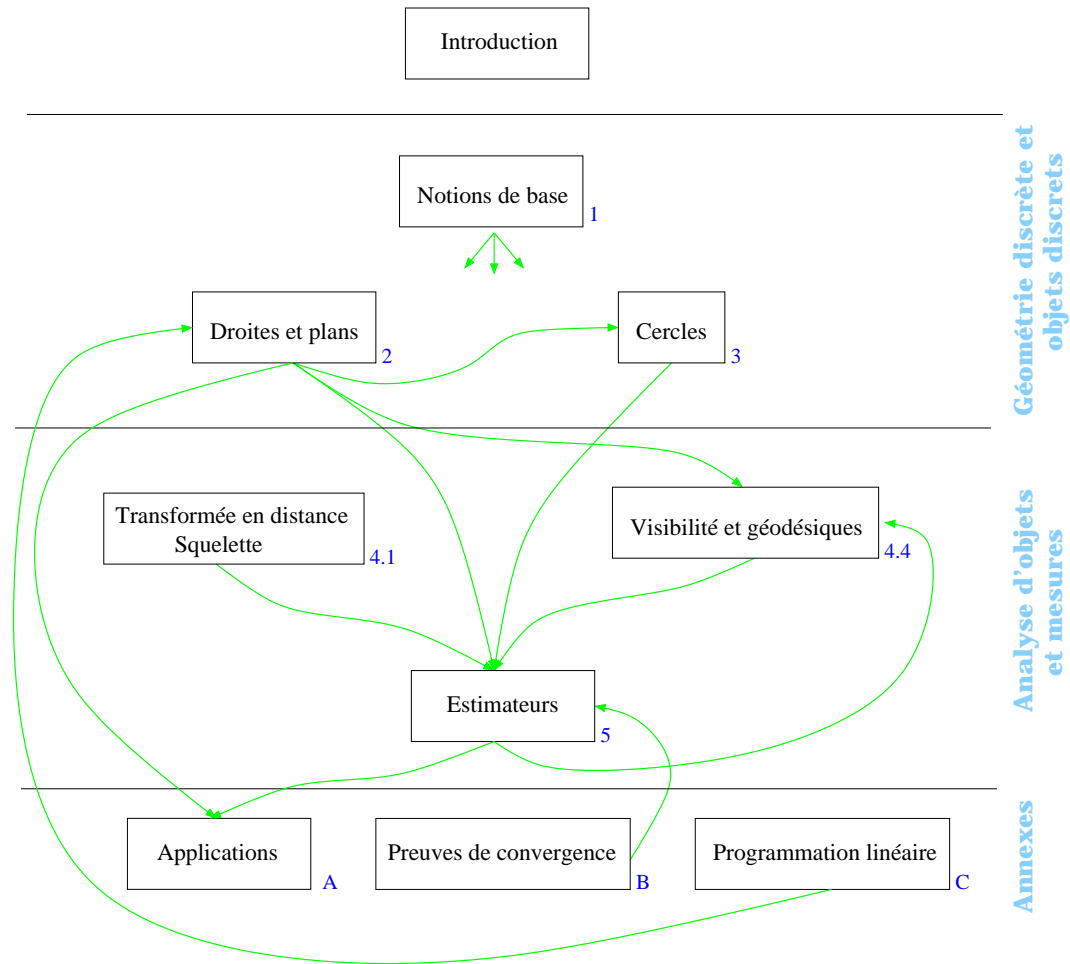 Introduction
Géométrie discrète et
objets discrets
Notions de base
1
Droites et plans
2
Cercles
3
Analyse d'objets
et mesures
Transformée en distance
Squelette
4.1
Visibilité et géodésiques
4.4
Estimateurs
5
Annexes
Applications
A
Preuves de convergence
B
Programmation linéaire
C